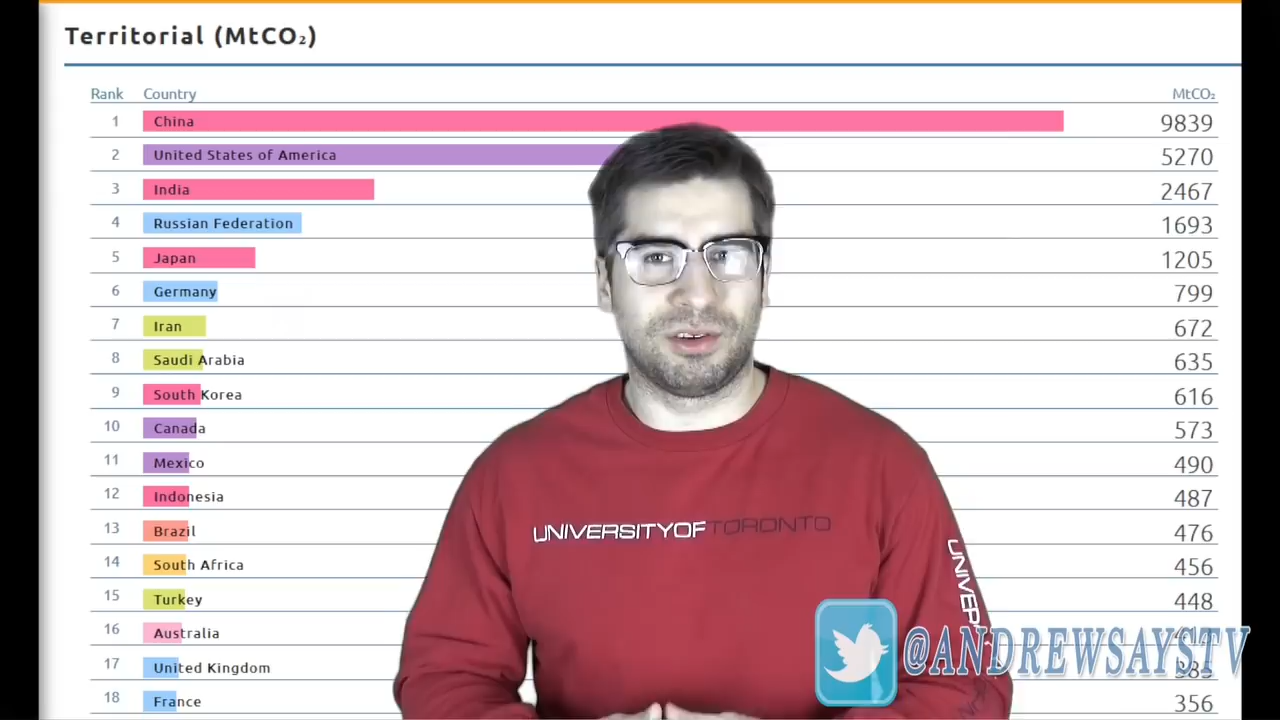 Territorial (MtCO₂)
Rank Country MtCO₂
1 China 9839
2 United States of America 5270
3 India 2467
4 Russian Federation 1693
5 Japan 1205
6 Germany 799
7 Iran 672
8 Saudi Arabia 635
9 South Korea 616
10 Canada 573
11 Mexico 490
12 Indonesia 487
13 Brazil 476
UNIVERSITYOFTORONTO
14 South Africa 456
15 Turkey 448
16 Australia
@ANDREWSAYSTV
17 United Kingdom
18 France 356